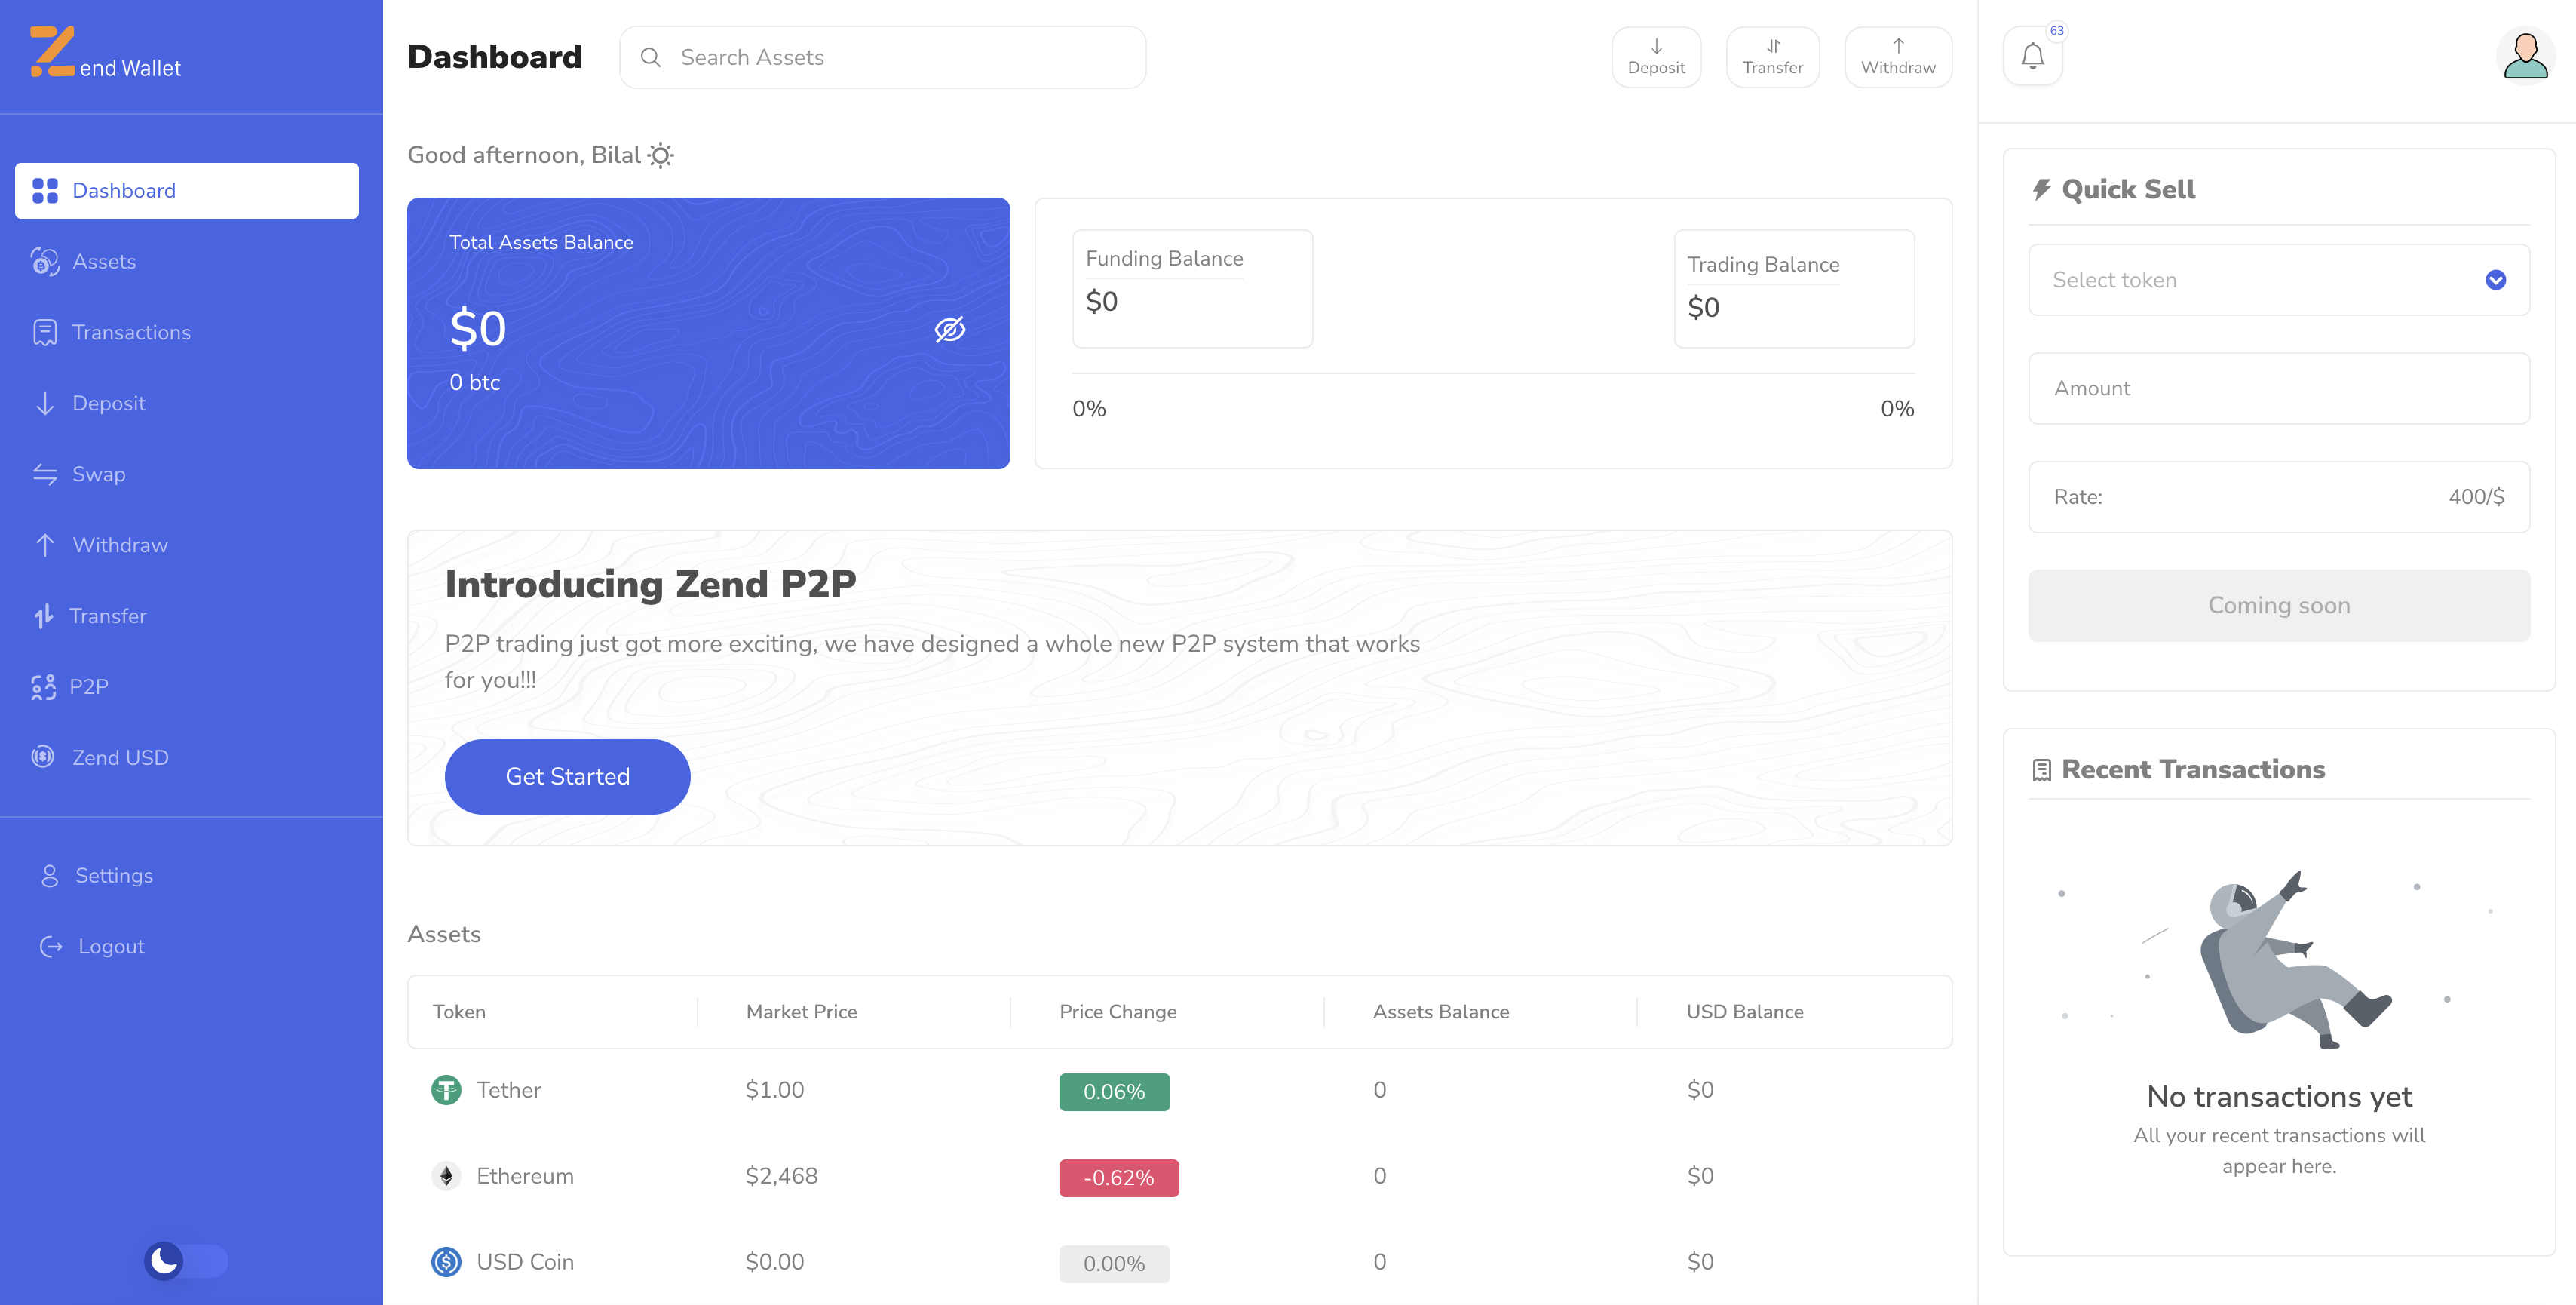 Zend Wallet
Dashboard
Assets
Transactions
Deposit
Swap
Withdraw
Transfer
P2P
Zend USD
Settings
Logout
Dashboard
Search Assets
Deposit
Transfer
Withdraw
63
Good afternoon, Bilal
Total Assets Balance
$0
0 btc
Funding Balance
$0
Trading Balance
$0
0%
0%
Introducing Zend P2P
P2P trading just got more exciting, we have designed a whole new P2P system that works
for you!!!
Get Started
Assets
Token Market Price Price Change Assets Balance USD Balance
Tether $1.00 0.06% 0 $0
Ethereum $2,468 -0.62% 0 $0
USD Coin $0.00 0.00% 0 $0
Quick Sell
Select token
Amount
Rate: 400/$
Coming soon
Recent Transactions
No transactions yet
All your recent transactions will
appear here.